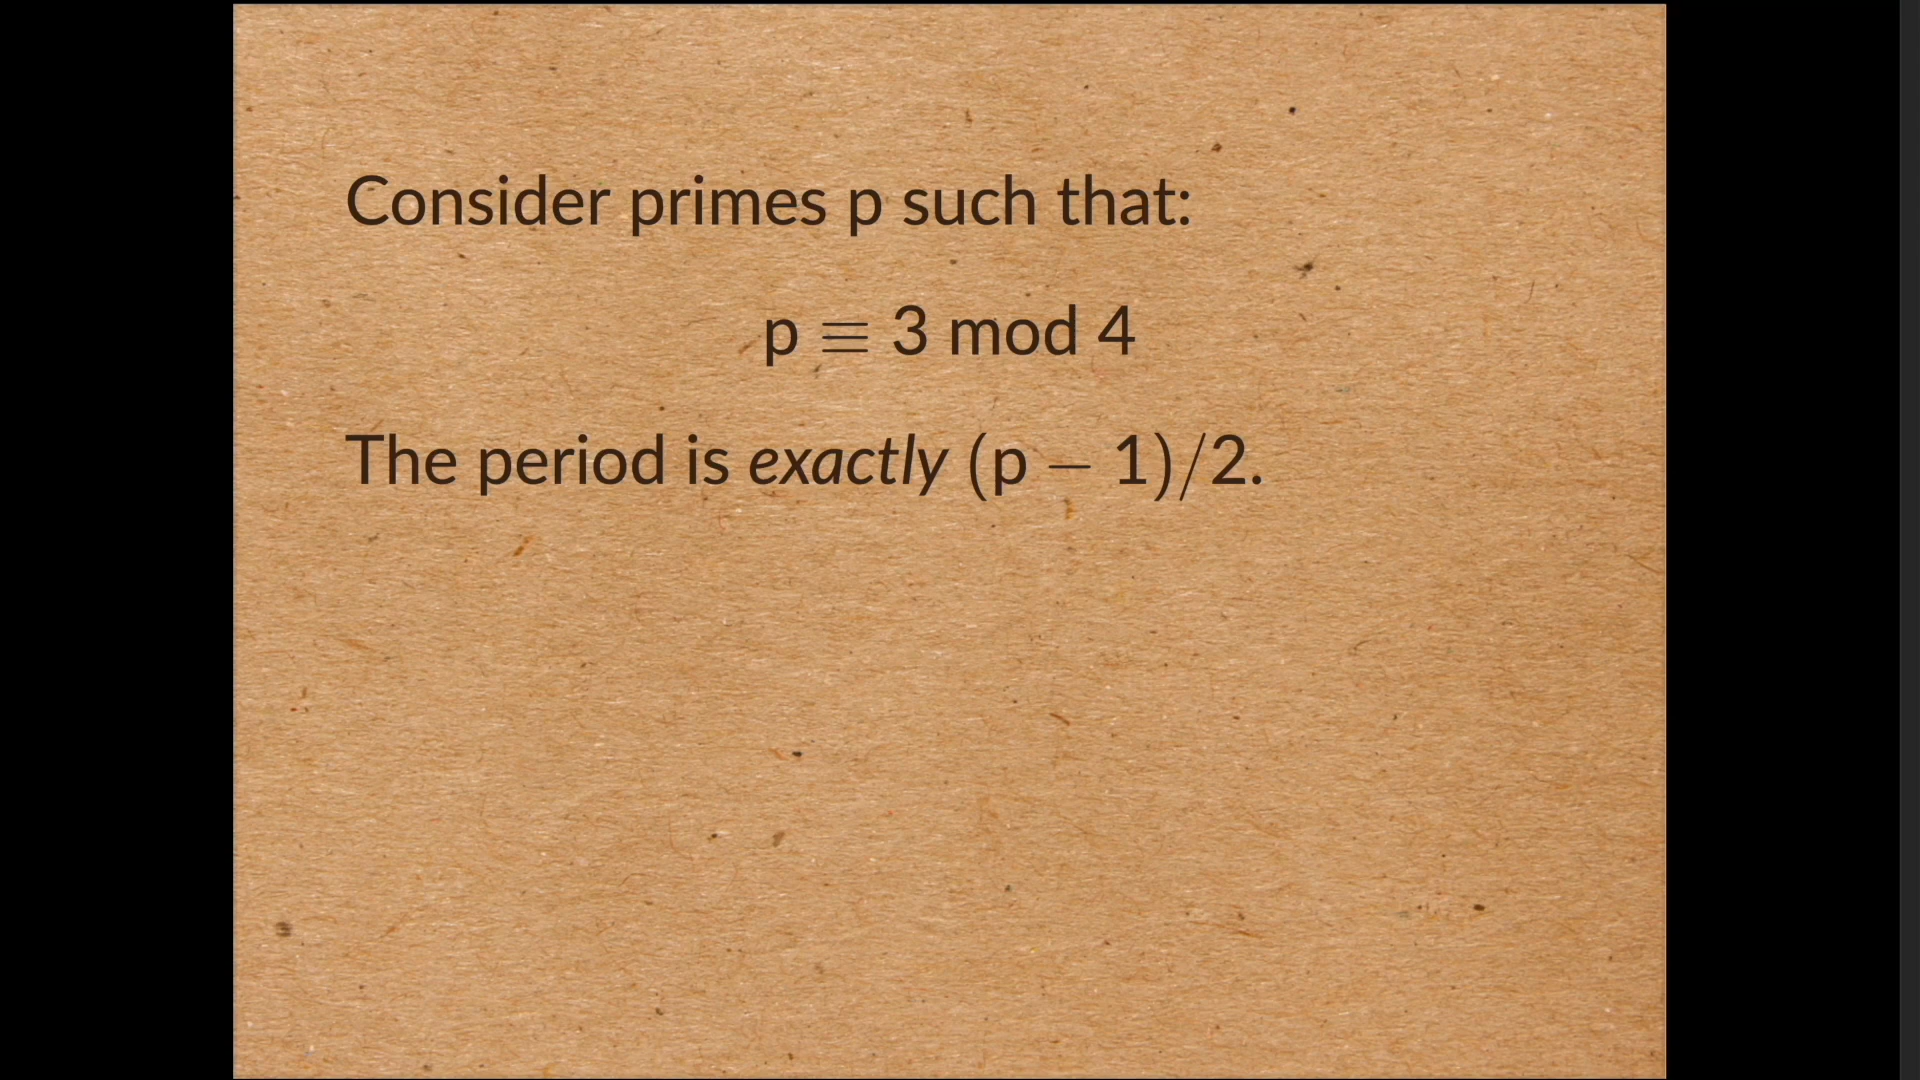 Consider primes p such that:
p ≡ 3 mod 4
The period is exactly (p − 1)/2.